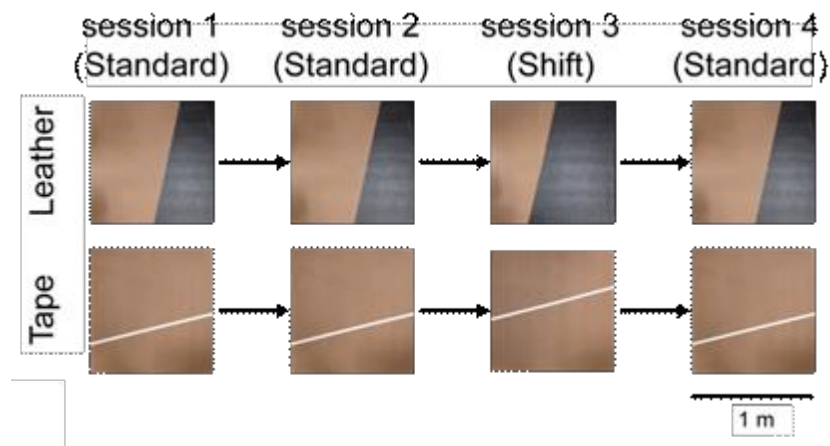 session 1 session 2 session 3 session 4
(Standard) (Standard) (Shift) (Standard)
Leather
Tape
1 m